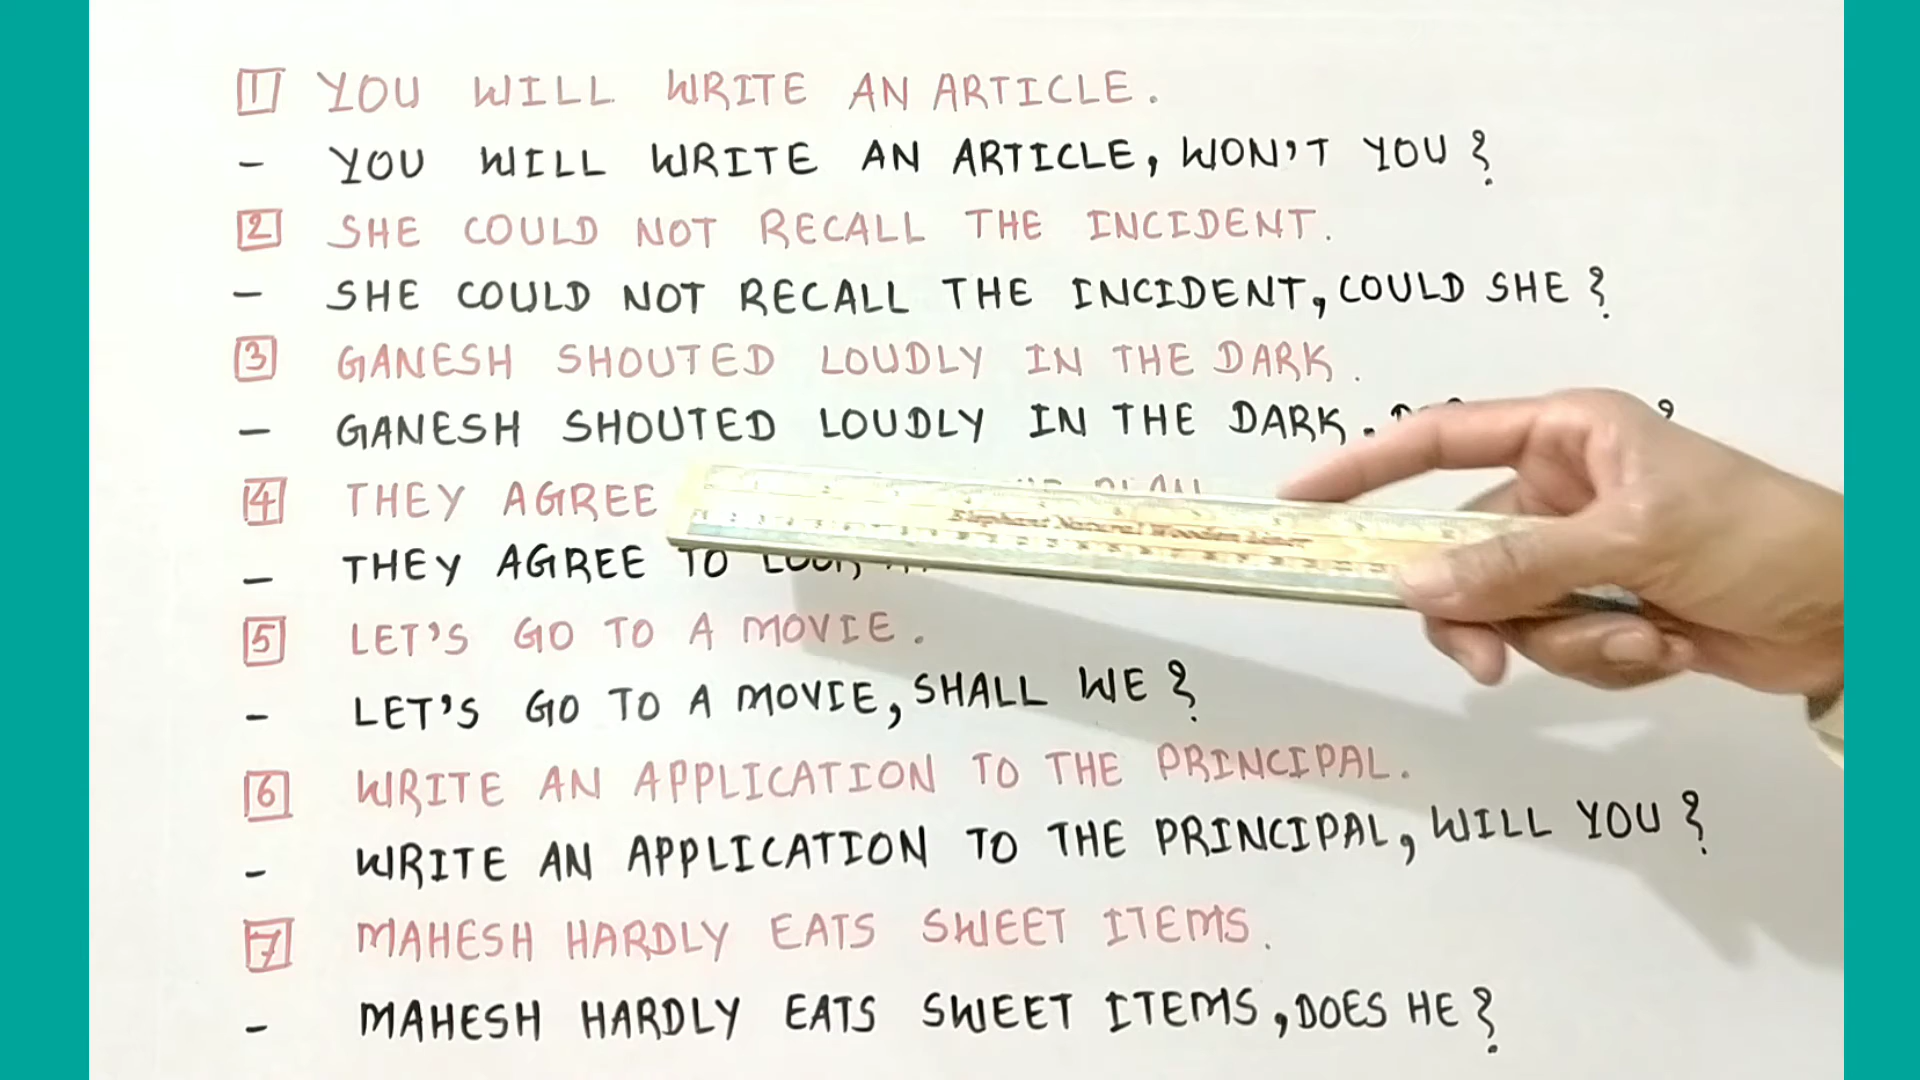 1 YOU WILL WRITE AN ARTICLE.
- YOU WILL WRITE AN ARTICLE, WON'T YOU?
2 SHE COULD NOT RECALL THE INCIDENT.
- SHE COULD NOT RECALL THE INCIDENT, COULD SHE?
3 GANESH SHOUTED LOUDLY IN THE DARK.
- GANESH SHOUTED LOUDLY IN THE DARK.
4 THEY AGREE
- THEY AGREE TO
5 LET'S GO TO A MOVIE.
- LET'S GO TO A MOVIE, SHALL WE?
6 WRITE AN APPLICATION TO THE PRINCIPAL.
- WRITE AN APPLICATION TO THE PRINCIPAL, WILL YOU?
7 MAHESH HARDLY EATS SWEET ITEMS.
- MAHESH HARDLY EATS SWEET ITEMS, DOES HE?